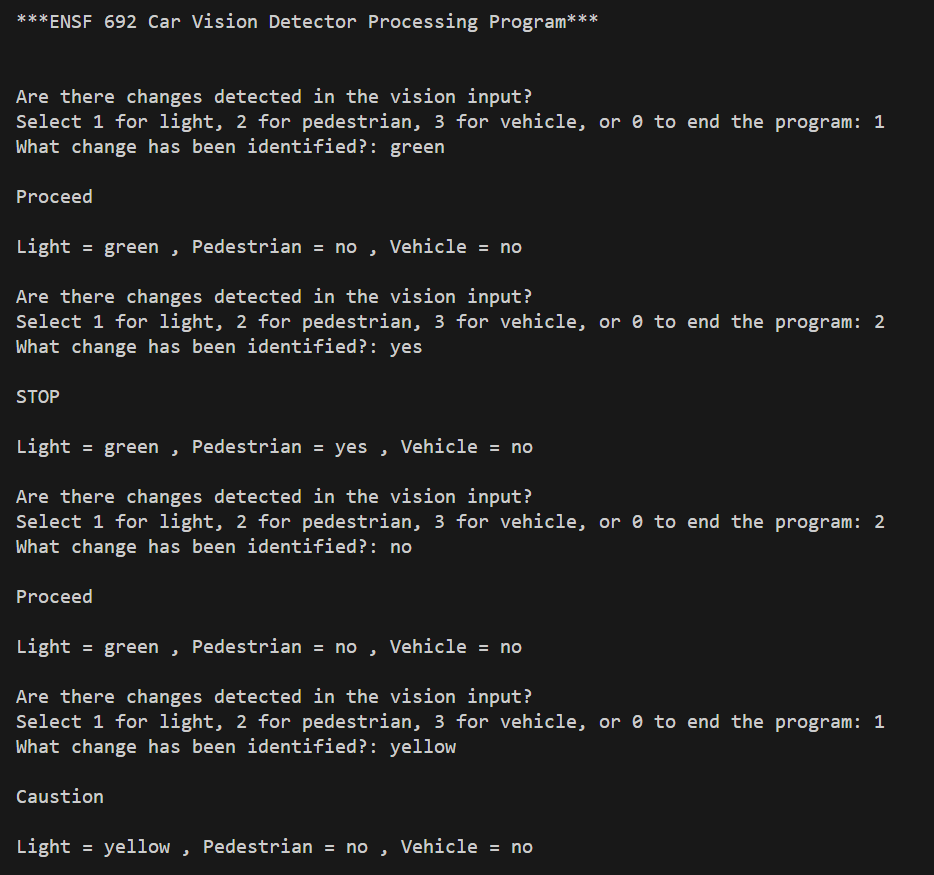 ***ENSF 692 Car Vision Detector Processing Program***
Are there changes detected in the vision input?
Select 1 for light, 2 for pedestrian, 3 for vehicle, or 0 to end the program: 1
What change has been identified?: green
Proceed
Light = green , Pedestrian = no , Vehicle = no
Are there changes detected in the vision input?
Select 1 for light, 2 for pedestrian, 3 for vehicle, or 0 to end the program: 2
What change has been identified?: yes
STOP
Light = green , Pedestrian = yes , Vehicle = no
Are there changes detected in the vision input?
Select 1 for light, 2 for pedestrian, 3 for vehicle, or 0 to end the program: 2
What change has been identified?: no
Proceed
Light = green , Pedestrian = no , Vehicle = no
Are there changes detected in the vision input?
Select 1 for light, 2 for pedestrian, 3 for vehicle, or 0 to end the program: 1
What change has been identified?: yellow
Caustion
Light = yellow , Pedestrian = no , Vehicle = no